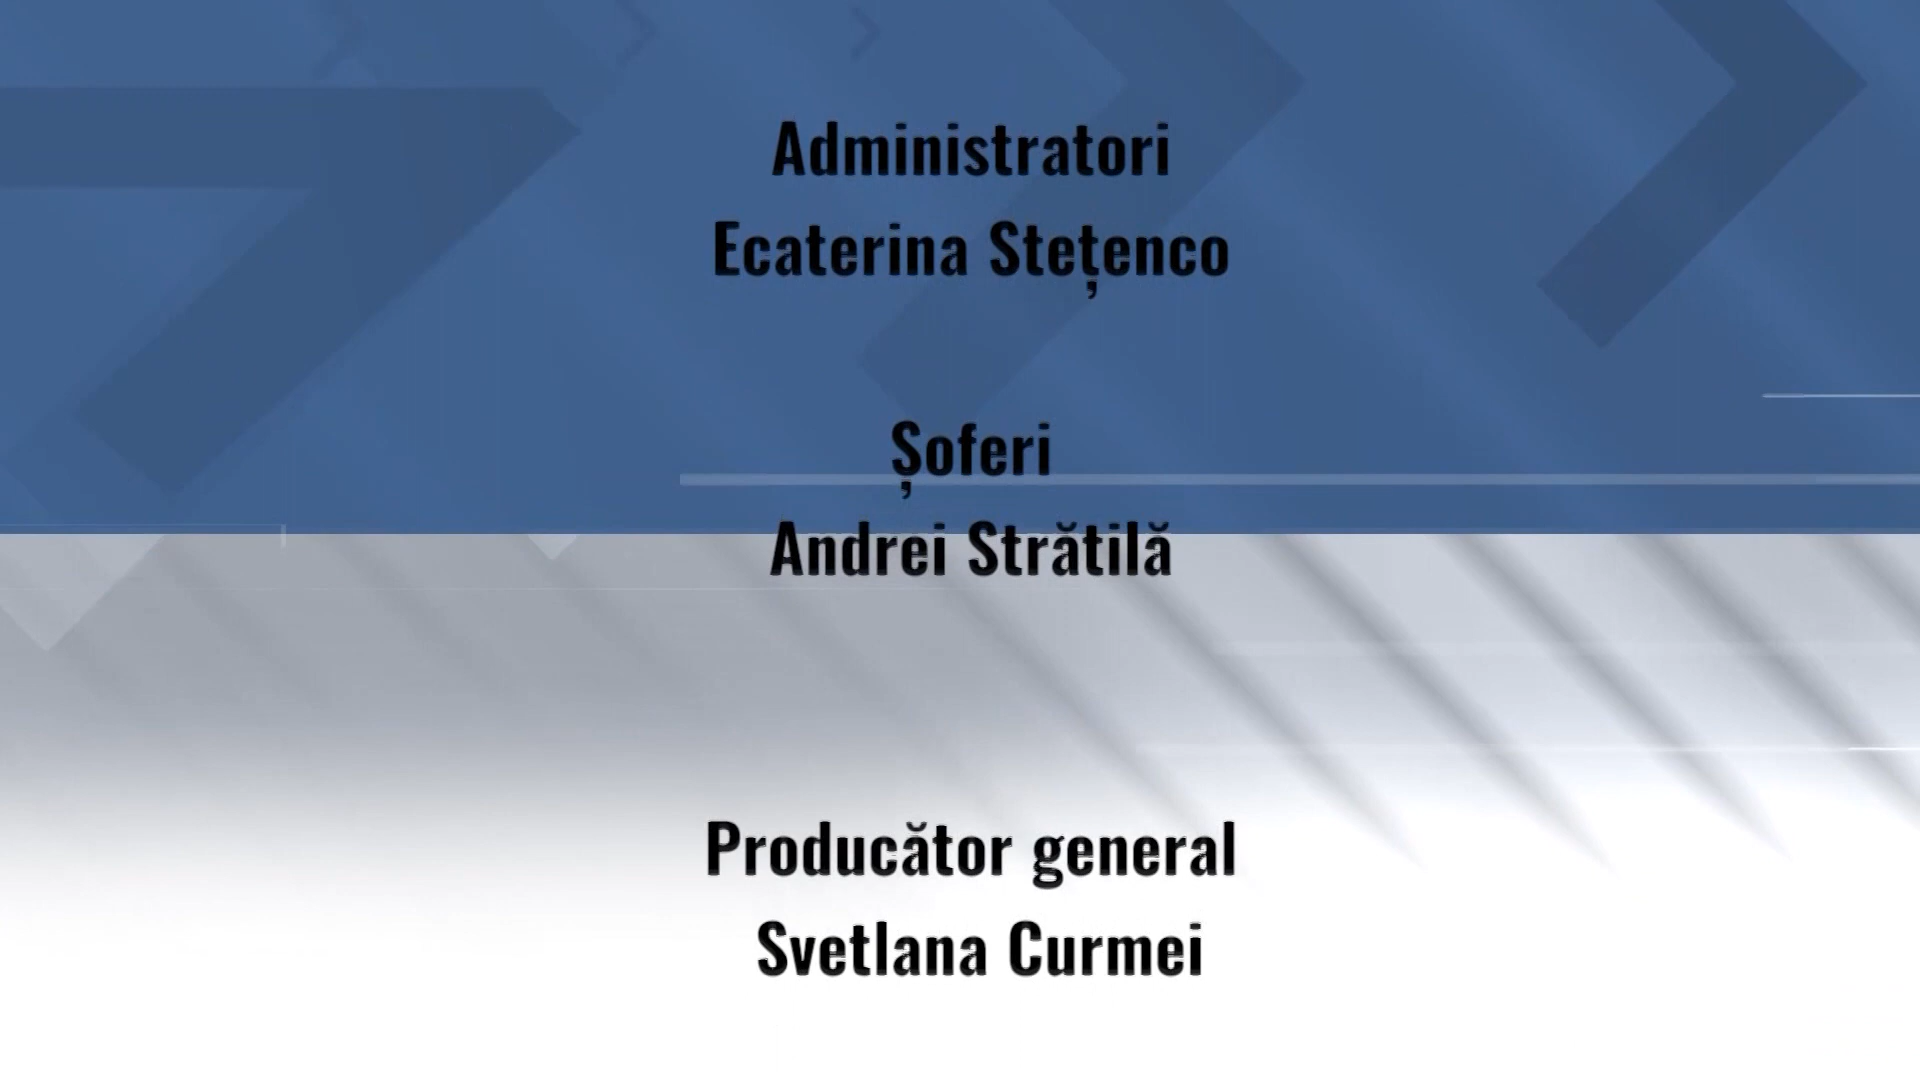 Administratori
Ecaterina Stețenco
Șoferi
Andrei Strătilă
Producător general
Svetlana Curmei